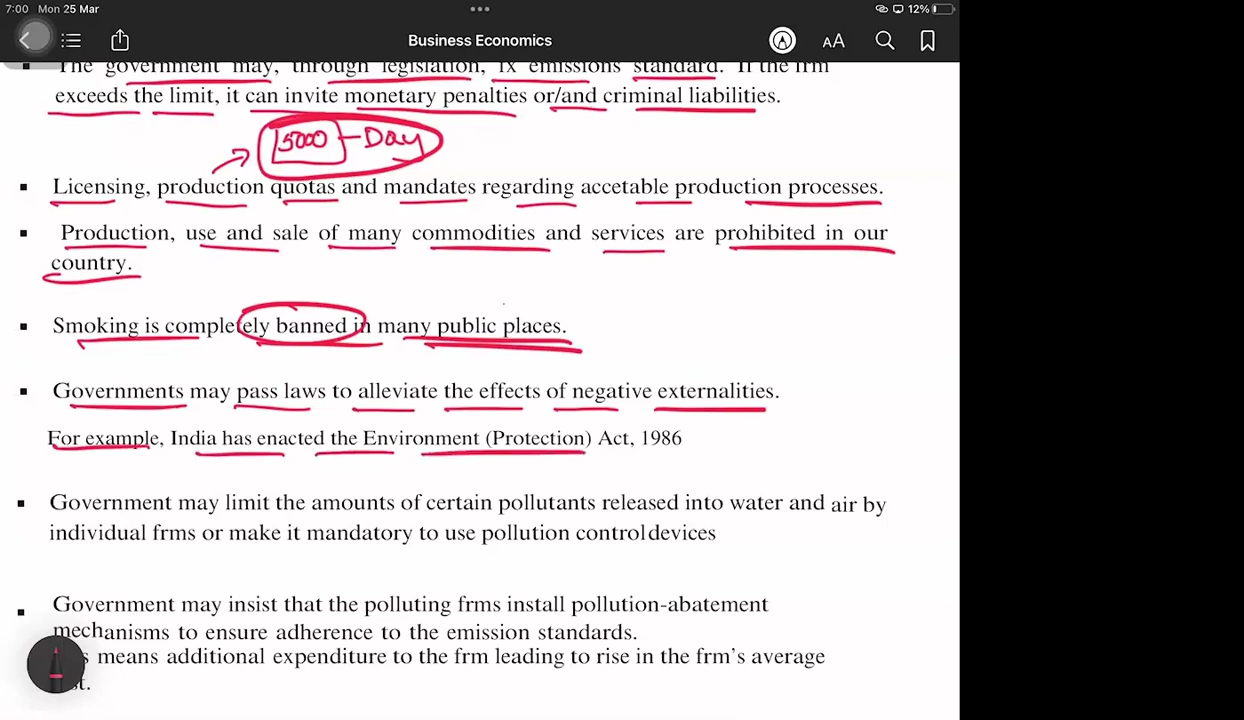 7:00 Mon 25 Mar
12%
Business Economics
AA
The government may, through legislation, fx emissions standard. If the frm
exceeds the limit, it can invite monetary penalties or/and criminal liabilities.
5000 - Day
Licensing, production quotas and mandates regarding accetable production processes.
Production, use and sale of many commodities and services are prohibited in our
country.
Smoking is completely banned in many public places.
Governments may pass laws to alleviate the effects of negative externalities.
For example, India has enacted the Environment (Protection) Act, 1986
Government may limit the amounts of certain pollutants released into water and air by
individual frms or make it mandatory to use pollution control devices
Government may insist that the polluting frms install pollution-abatement
mechanisms to ensure adherence to the emission standards.
s means additional expenditure to the frm leading to rise in the frm's average
st.